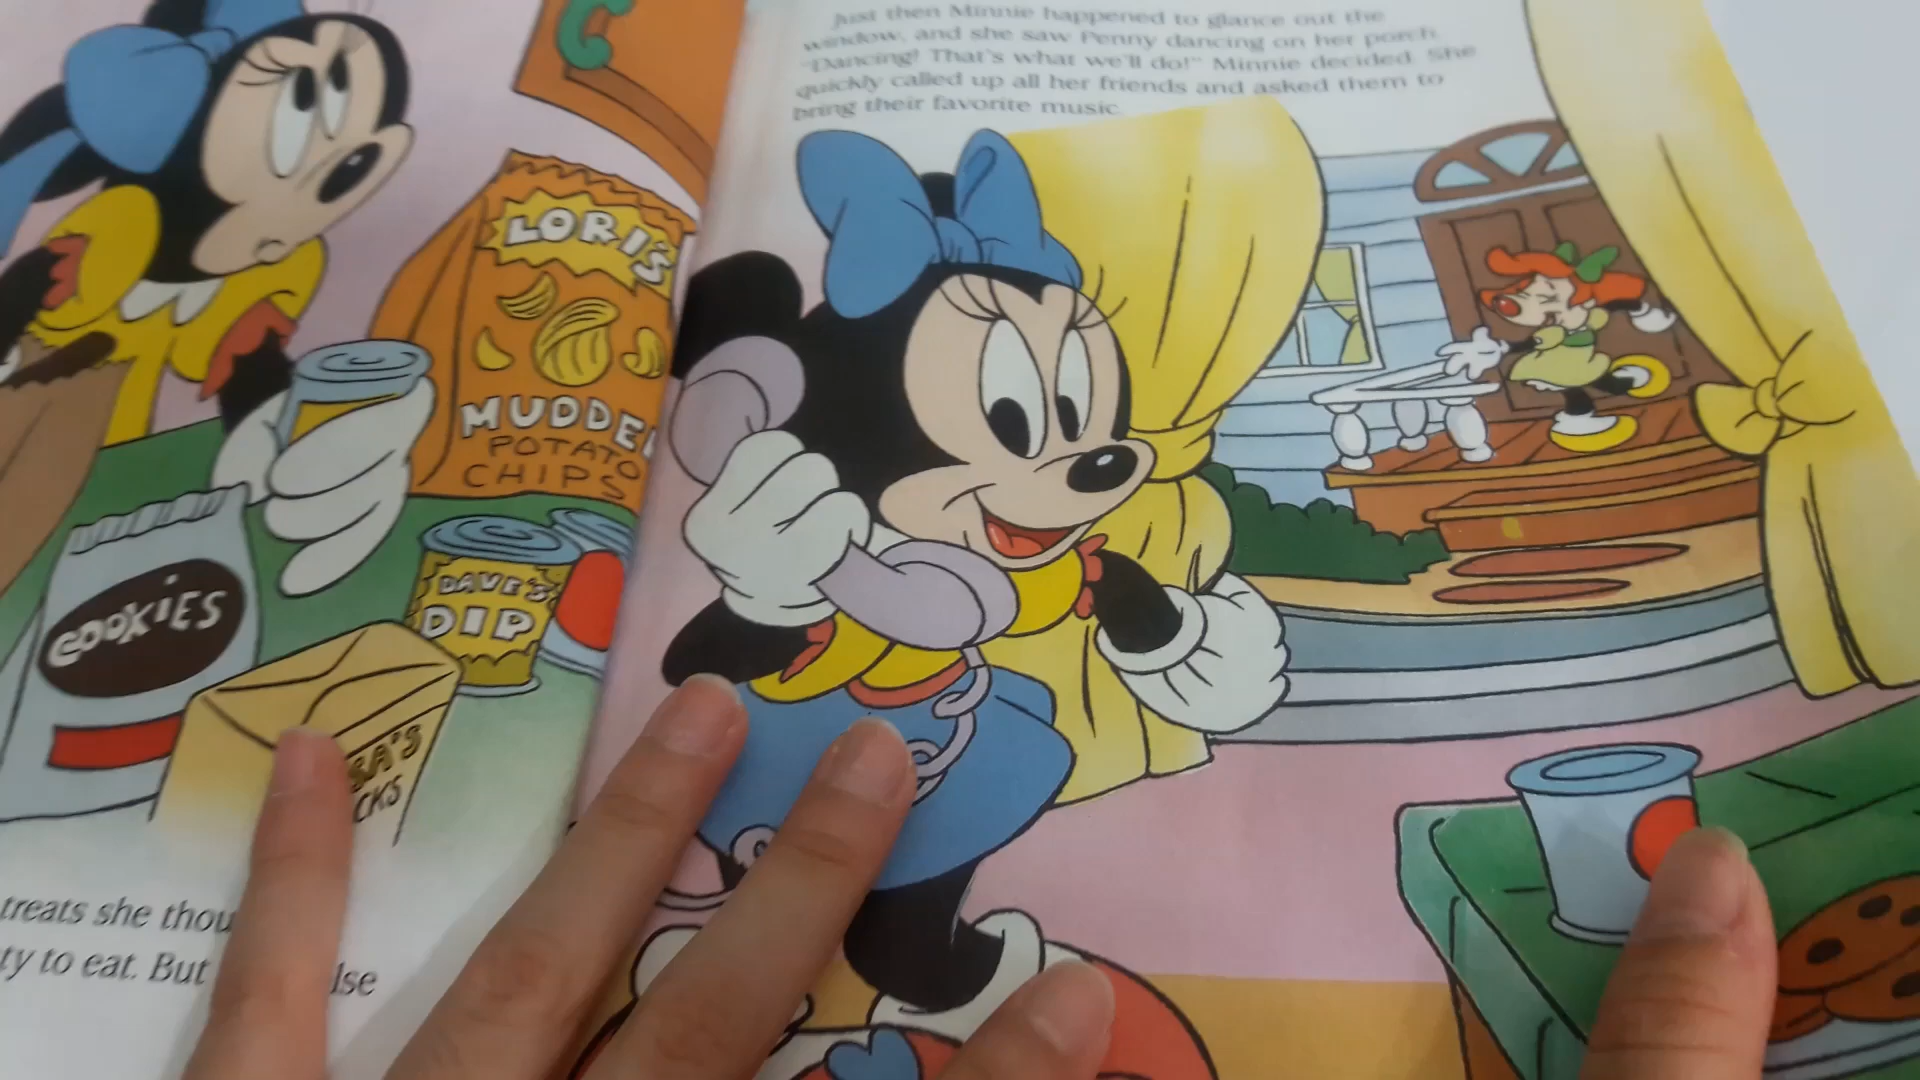 LORI'S
MUDDE
POTATO
CHIPS
COOKIES
DAVE'S
DIP
treats she
ty to eat. But
Just then Minnie happened to glance out the
window, and she saw Penny dancing on her porch.
"Dancing! That's what we'll do!" Minnie decided. She
quickly called up all her friends and asked them to
bring their favorite music.